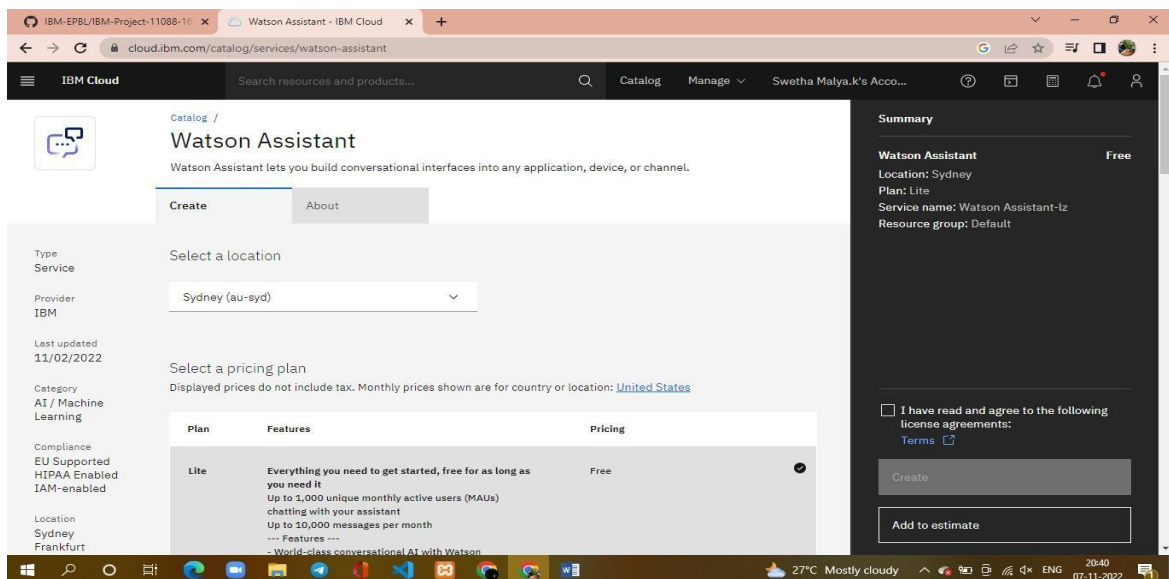 IBM-EPBL/IBM-Project-11088-16
Watson Assistant - IBM Cloud
cloud.ibm.com/catalog/services/watson-assistant
IBM Cloud
Search resources and products...
Catalog
Manage
Swetha Malya.k's Acco...
Catalog /
Watson Assistant
Watson Assistant lets you build conversational interfaces into any application, device, or channel.
Create
About
Type
Service
Provider
IBM
Last updated
11/02/2022
Category
AI / Machine
Learning
Compliance
EU Supported
HIPAA Enabled
IAM-enabled
Location
Sydney
Frankfurt
Select a location
Sydney (au-syd)
Select a pricing plan
Displayed prices do not include tax. Monthly prices shown are for country or location: United States
Plan Features Pricing
Lite
Everything you need to get started, free for as long as
you need it
Up to 1,000 unique monthly active users (MAUs)
chatting with your assistant
Up to 10,000 messages per month
--- Features ---
- World-class conversational AI with Watson
Free
Summary
Watson Assistant Free
Location: Sydney
Plan: Lite
Service name: Watson Assistant-lz
Resource group: Default
I have read and agree to the following
license agreements:
Terms
Create
Add to estimate
27°C Mostly cloudy
ENG
20:40
07-11-2022